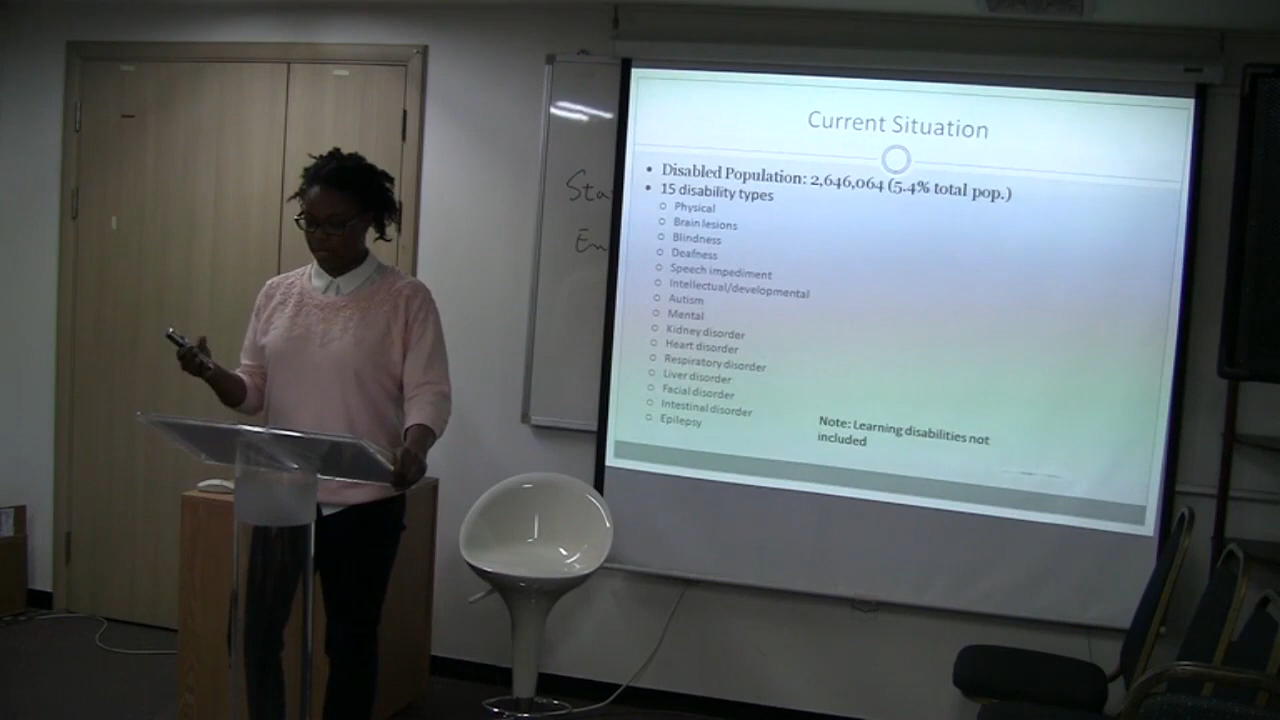 Sta
En
Current Situation
• Disabled Population: 2,646,064 (5.4% total pop.)
• 15 disability types
○ Physical
○ Brain lesions
○ Blindness
○ Deafness
○ Speech impediment
○ Intellectual/developmental
○ Autism
○ Mental
○ Kidney disorder
○ Heart disorder
○ Respiratory disorder
○ Liver disorder
○ Facial disorder
○ Intestinal disorder
○ Epilepsy
Note: Learning disabilities not
included